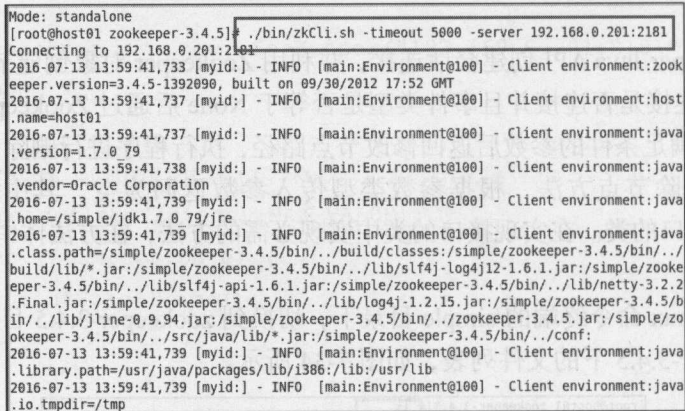 Mode: standalone
[root@host01 zookeeper-3.4.5]# ./bin/zkCli.sh -timeout 5000 -server 192.168.0.201:2181
Connecting to 192.168.0.201:2181
2016-07-13 13:59:41,733 [myid:] - INFO  [main:Environment@100] - Client environment:zook
eeper.version=3.4.5-1392090, built on 09/30/2012 17:52 GMT
2016-07-13 13:59:41,737 [myid:] - INFO  [main:Environment@100] - Client environment:host
.name=host01
2016-07-13 13:59:41,737 [myid:] - INFO  [main:Environment@100] - Client environment:java
.version=1.7.0_79
2016-07-13 13:59:41,738 [myid:] - INFO  [main:Environment@100] - Client environment:java
.vendor=Oracle Corporation
2016-07-13 13:59:41,739 [myid:] - INFO  [main:Environment@100] - Client environment:java
.home=/simple/jdk1.7.0_79/jre
2016-07-13 13:59:41,739 [myid:] - INFO  [main:Environment@100] - Client environment:java
.class.path=/simple/zookeeper-3.4.5/bin/../build/classes:/simple/zookeeper-3.4.5/bin/../
build/lib/*.jar:/simple/zookeeper-3.4.5/bin/../lib/slf4j-log4j12-1.6.1.jar:/simple/zooke
eper-3.4.5/bin/../lib/slf4j-api-1.6.1.jar:/simple/zookeeper-3.4.5/bin/../lib/netty-3.2.2
.Final.jar:/simple/zookeeper-3.4.5/bin/../lib/log4j-1.2.15.jar:/simple/zookeeper-3.4.5/b
in/../lib/jline-0.9.94.jar:/simple/zookeeper-3.4.5/bin/../zookeeper-3.4.5.jar:/simple/zo
okeeper-3.4.5/bin/../src/java/lib/*.jar:/simple/zookeeper-3.4.5/bin/../conf:
2016-07-13 13:59:41,739 [myid:] - INFO  [main:Environment@100] - Client environment:java
.library.path=/usr/java/packages/lib/i386:/lib:/usr/lib
2016-07-13 13:59:41,739 [myid:] - INFO  [main:Environment@100] - Client environment:java
.io.tmpdir=/tmp